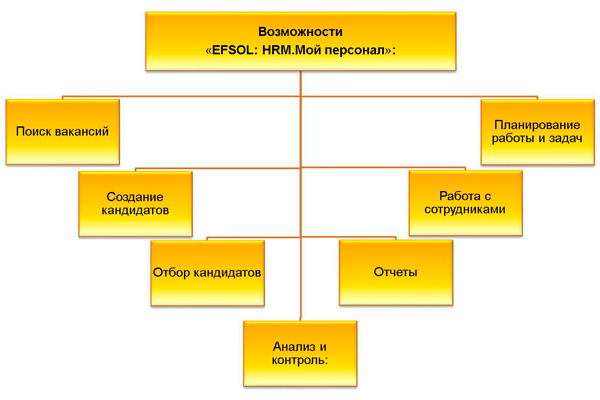 Возможности
«EFSOL: HRM.Мой персонал»:
Поиск вакансий
Планирование
работы и задач
Создание
кандидатов
Работа с
сотрудниками
Отбор кандидатов
Отчеты
Анализ и
контроль: